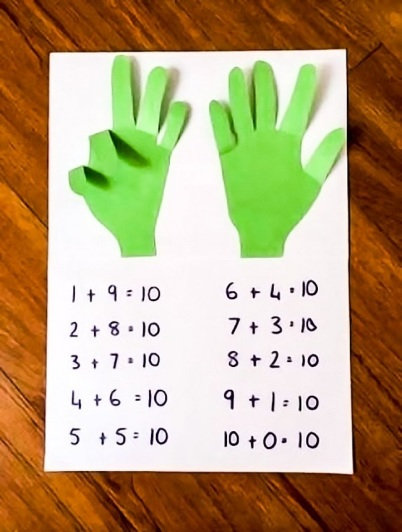 1 + 9 = 10
2 + 8 = 10
3 + 7 = 10
4 + 6 = 10
5 + 5 = 10
6 + 4 = 10
7 + 3 = 10
8 + 2 = 10
9 + 1 = 10
10 + 0 = 10